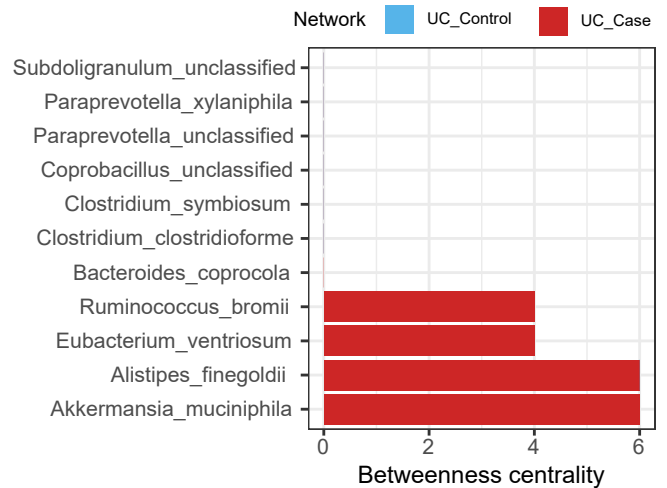 Network UC_Control UC_Case
Subdoligranulum_unclassified
Paraprevotella_xylaniphila
Paraprevotella_unclassified
Coprobacillus_unclassified
Clostridium_symbiosum
Clostridium_clostridioforme
Bacteroides_coprocola
Ruminococcus_bromii
Eubacterium_ventriosum
Alistipes_finegoldii
Akkermansia_muciniphila
0 2 4 6
Betweenness centrality